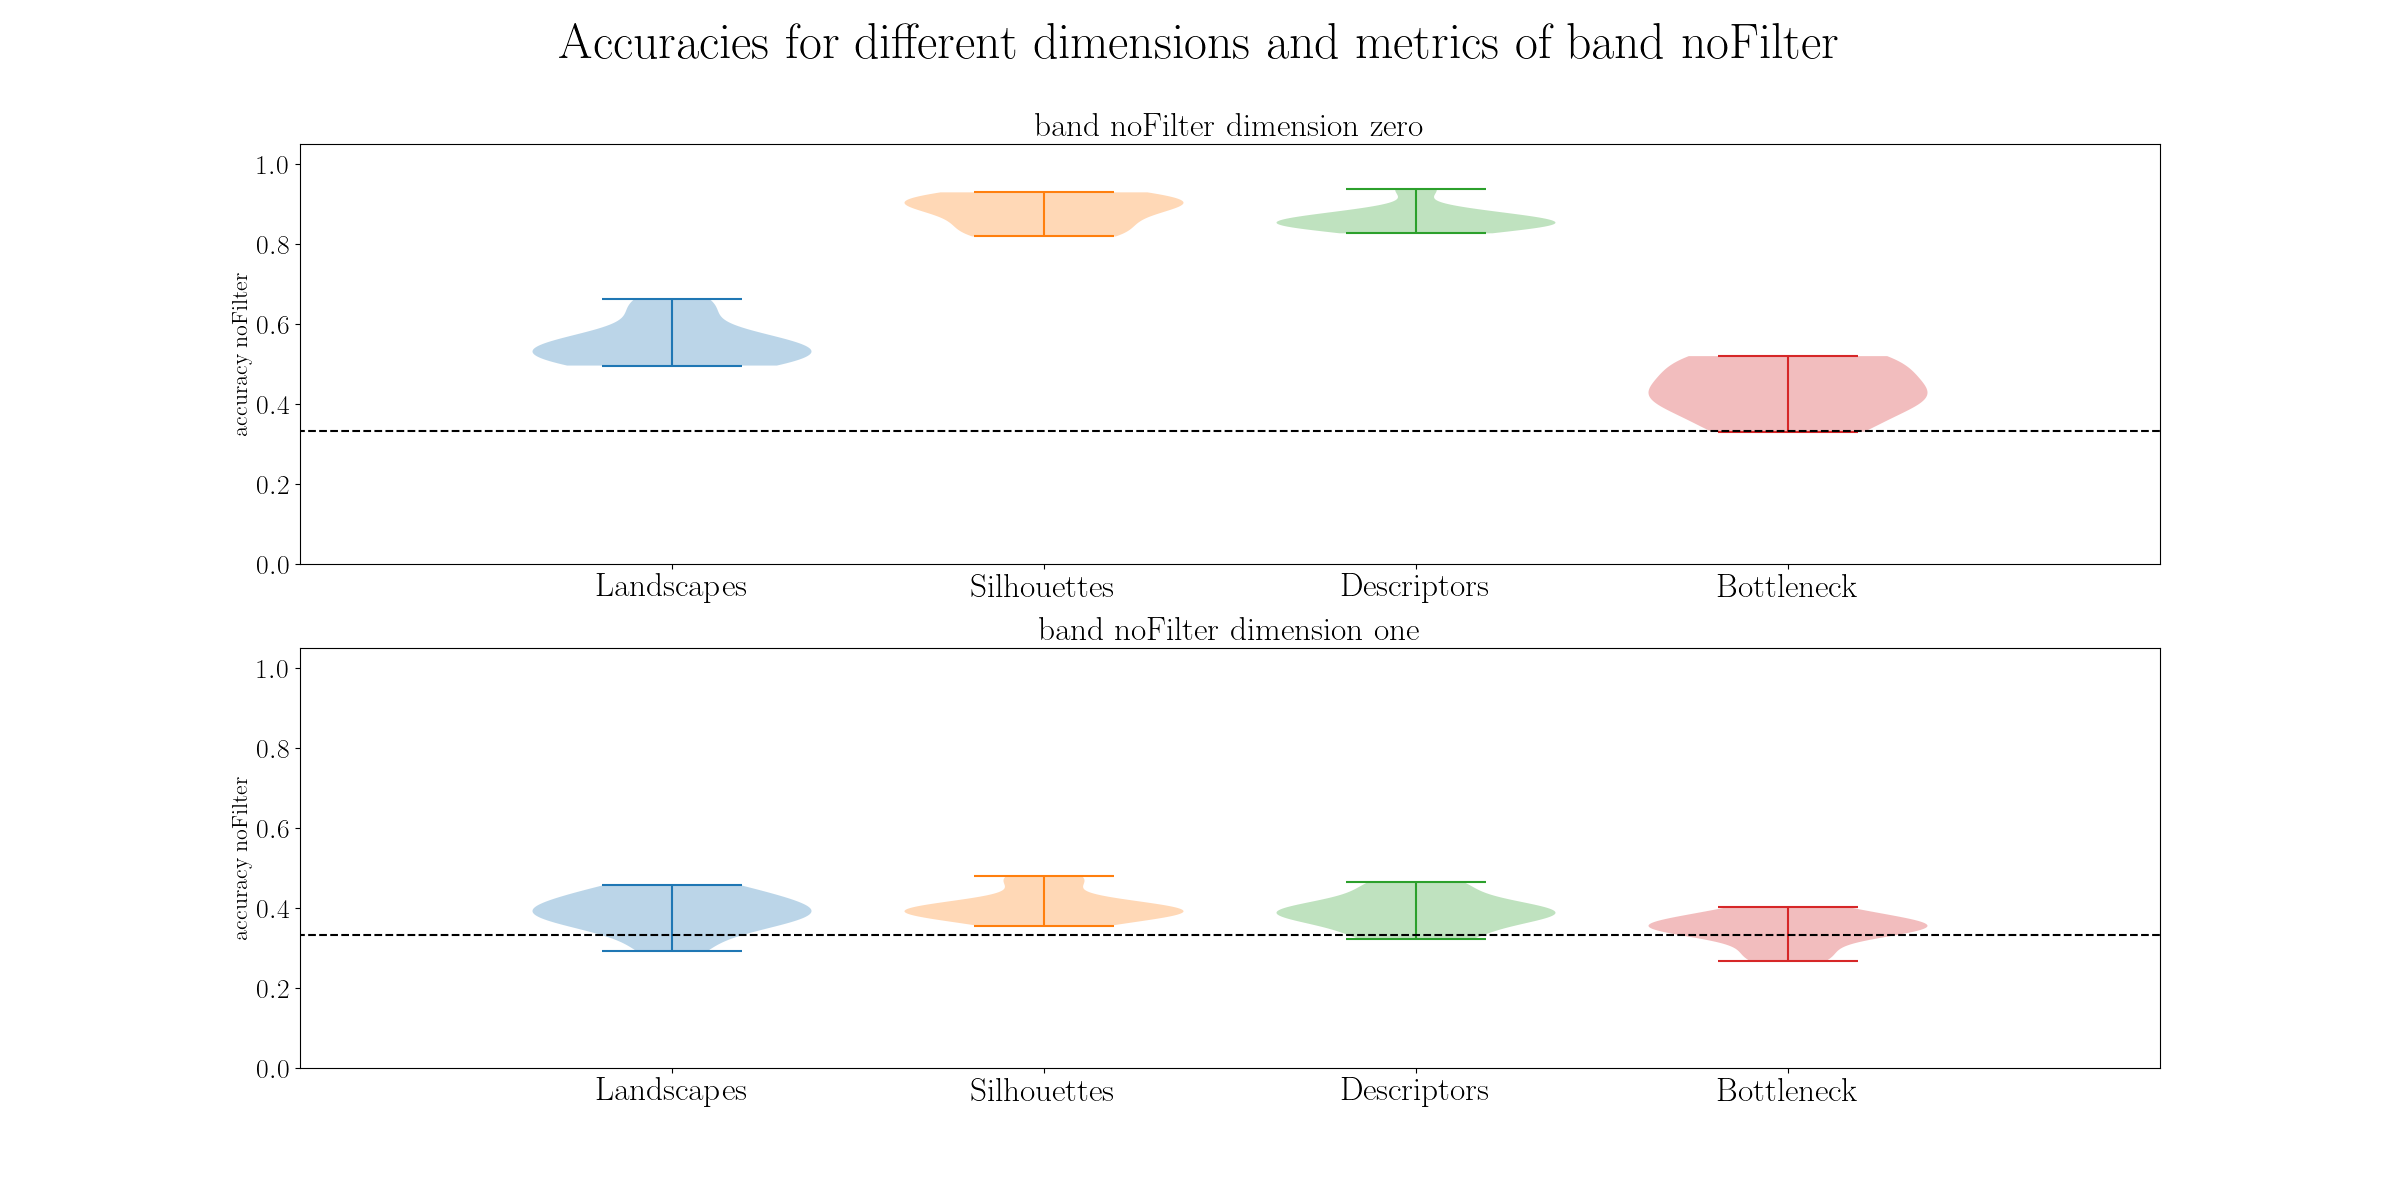 Accuracies for different dimensions and metrics of band noFilter
band noFilter dimension zero
accuracy noFilter
1.0
0.8
0.6
0.4
0.2
0.0
Landscapes Silhouettes Descriptors Bottleneck
band noFilter dimension one
accuracy noFilter
1.0
0.8
0.6
0.4
0.2
0.0
Landscapes Silhouettes Descriptors Bottleneck